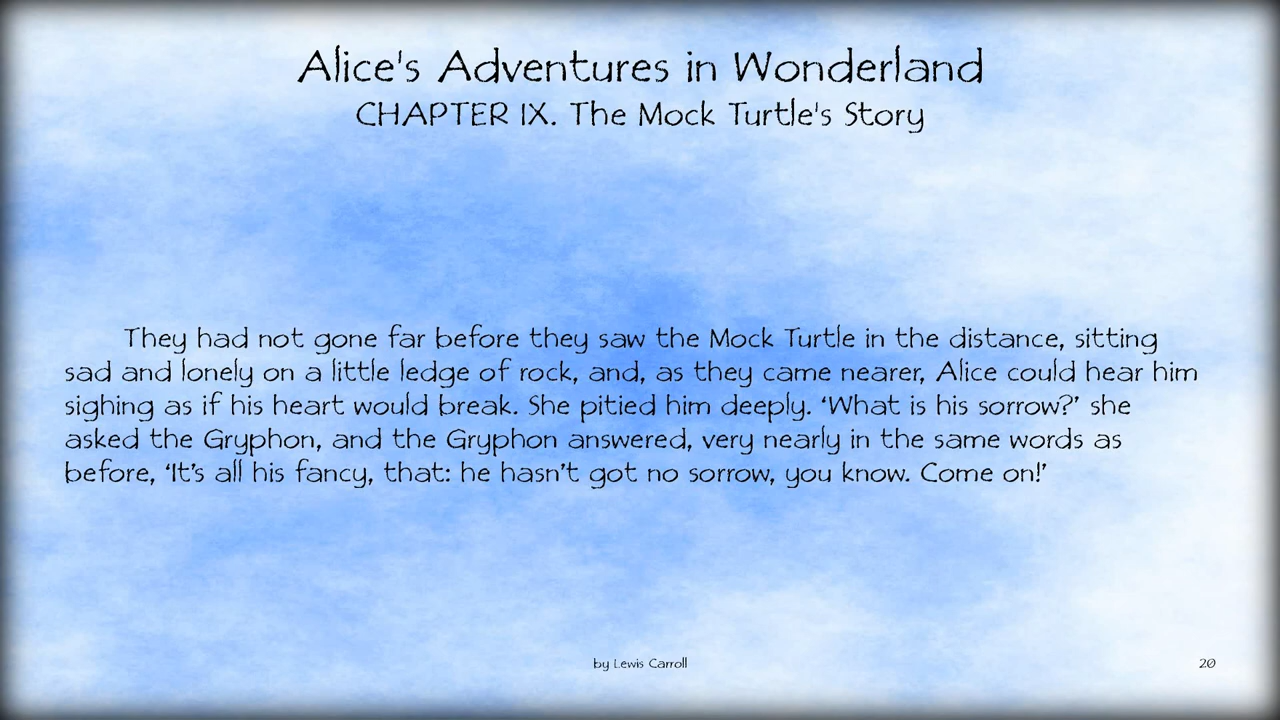 Alice's Adventures in Wonderland
CHAPTER IX. The Mock Turtle's Story
They had not gone far before they saw the Mock Turtle in the distance, sitting
sad and lonely on a little ledge of rock, and, as they came nearer, Alice could hear him
sighing as if his heart would break. She pitied him deeply. ‘What is his sorrow?’ she
asked the Gryphon, and the Gryphon answered, very nearly in the same words as
before, ‘It’s all his fancy, that: he hasn’t got no sorrow, you know. Come on!’
by Lewis Carroll
20